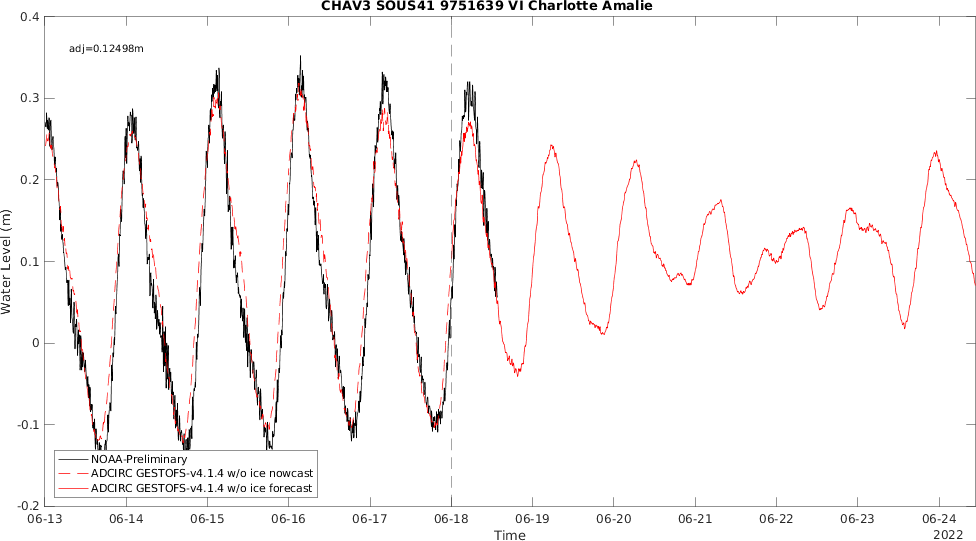 CHAV3 SOUS41 9751639 VI Charlotte Amalie
0.4
adj=0.12498m
0.3
0.2
Water Level (m)
0.1
0
-0.1
NOAA-Preliminary
ADCIRC GESTOFS-v4.1.4 w/o ice nowcast
ADCIRC GESTOFS-v4.1.4 w/o ice forecast
-0.2
06-13 06-14 06-15 06-16 06-17 06-18 06-19 06-20 06-21 06-22 06-23 06-24
Time
2022